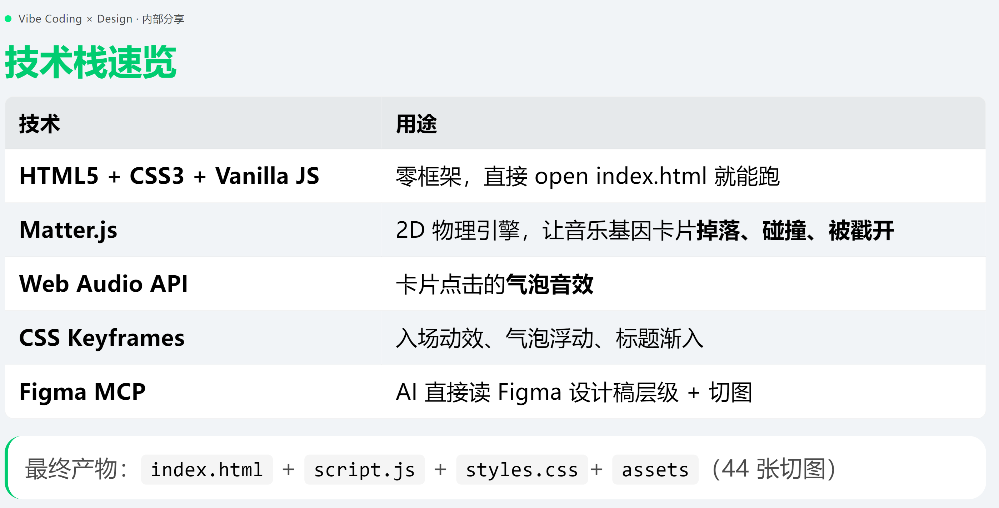 Vibe Coding × Design · 内部分享
技术栈速览
技术 用途
HTML5 + CSS3 + Vanilla JS 零框架，直接 open index.html 就能跑
Matter.js 2D 物理引擎，让音乐基因卡片掉落、碰撞、被戳开
Web Audio API 卡片点击的气泡音效
CSS Keyframes 入场动效、气泡浮动、标题渐入
Figma MCP AI 直接读 Figma 设计稿层级 + 切图
最终产物：index.html + script.js + styles.css + assets（44 张切图）